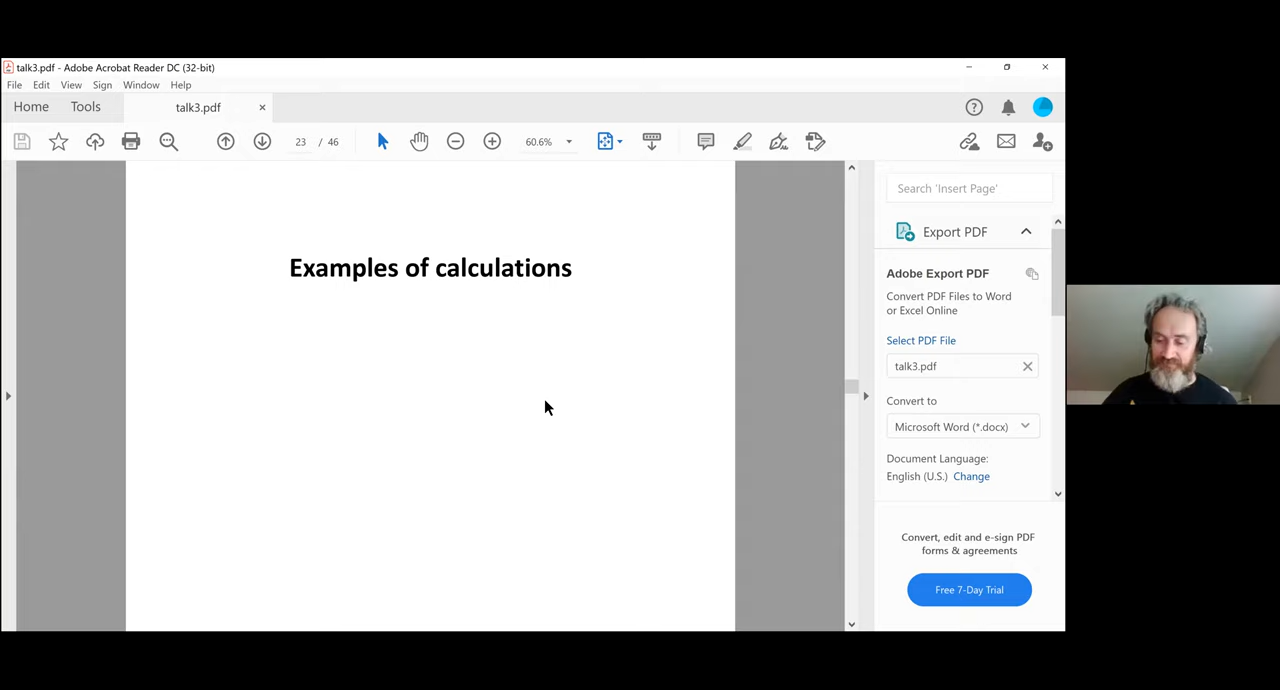 talk3.pdf - Adobe Acrobat Reader DC (32-bit)
File Edit View Sign Window Help
Home Tools talk3.pdf
23 / 46 60.6%
Examples of calculations
Search 'Insert Page'
Export PDF
Adobe Export PDF
Convert PDF Files to Word
or Excel Online
Select PDF File
talk3.pdf
Convert to
Microsoft Word (*.docx)
Document Language:
English (U.S.) Change
Convert, edit and e-sign PDF
forms & agreements
Free 7-Day Trial